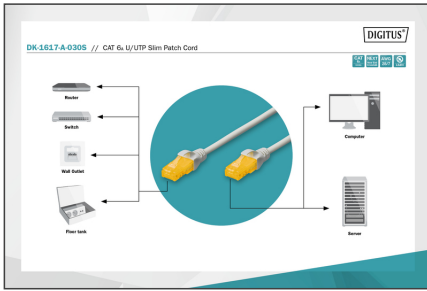 DIGITUS®
DK-1617-A-030S // CAT 6A U/UTP Slim Patch Cord
Router
Switch
Wall Outlet
Floor tank
Computer
Server